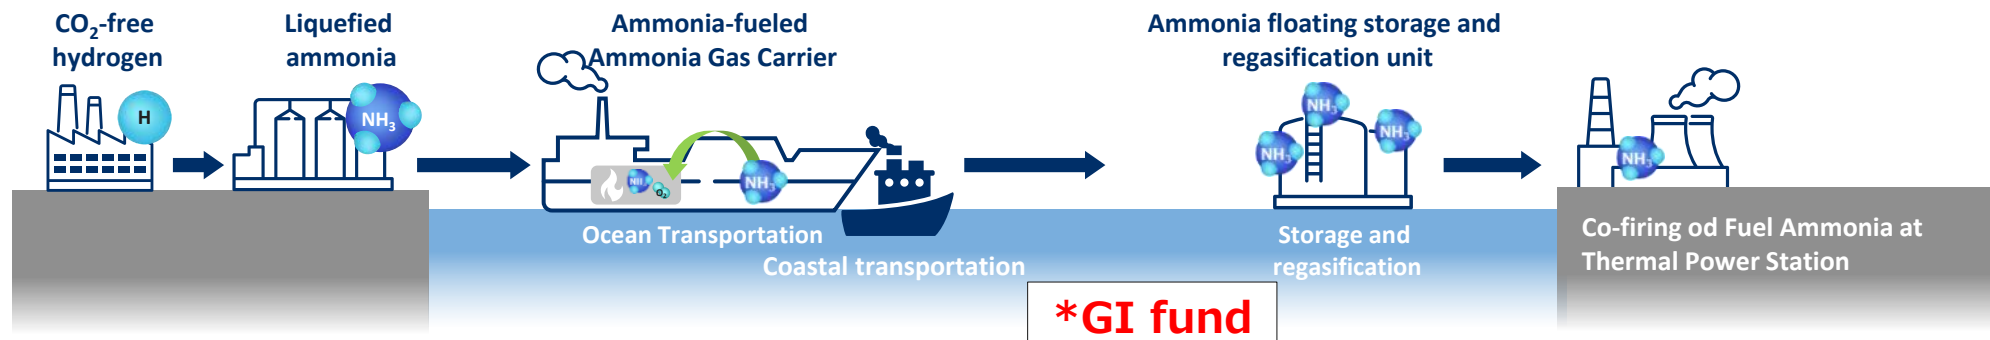 CO₂-free
hydrogen
Liquefied
ammonia
Ammonia-fueled
Ammonia Gas Carrier
Ammonia floating storage and
regasification unit
H
NH₃
NH₃
O₂
NH₃
NH₃
NH₃
NH₃
NH₃
Ocean Transportation
Coastal transportation
Storage and
regasification
Co-firing od Fuel Ammonia at
Thermal Power Station
*GI fund